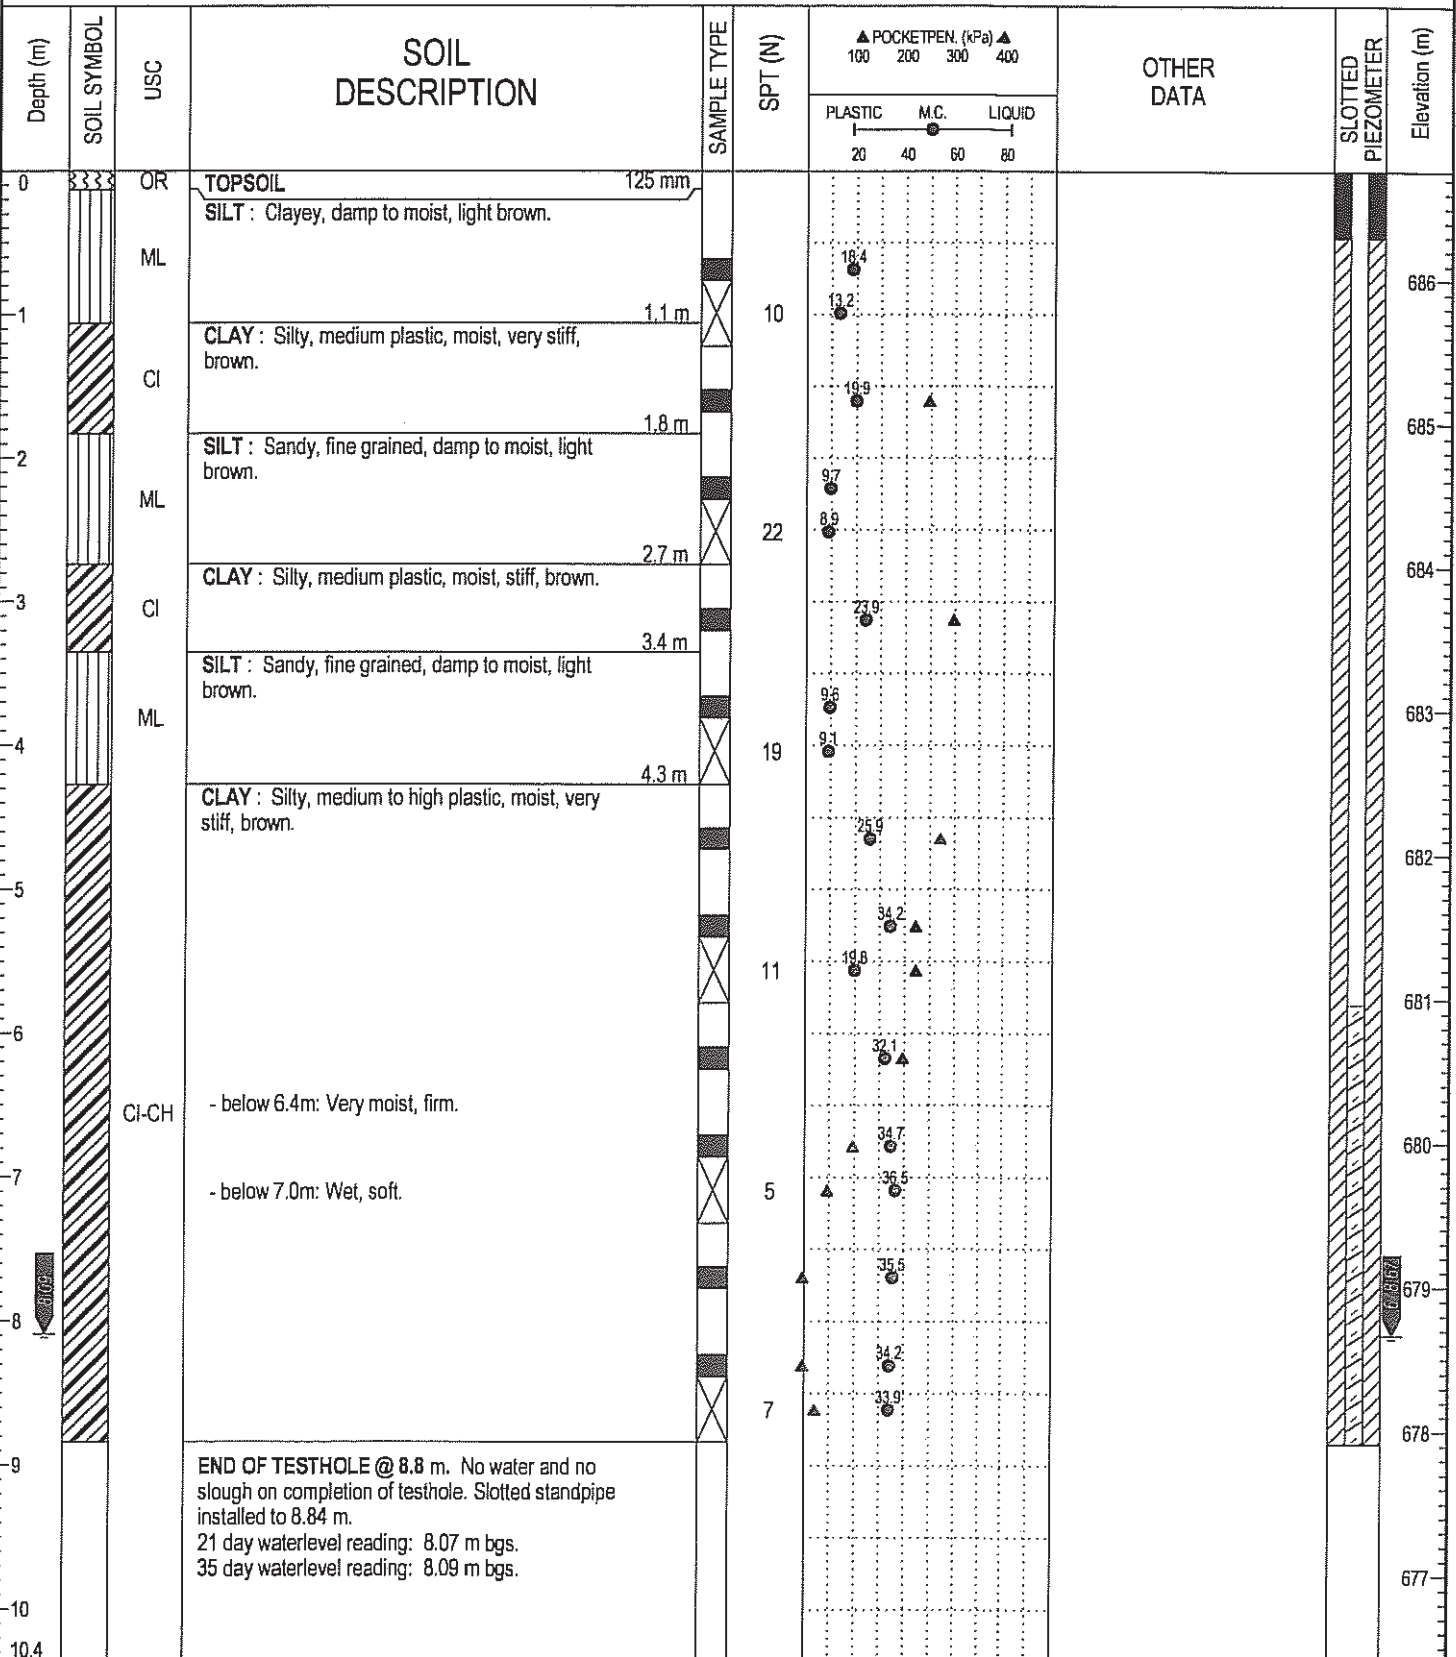 Depth (m)
SOIL SYMBOL
USC
SOIL
DESCRIPTION
SAMPLE TYPE
SPT (N)
▲ POCKETPEN. (kPa) ▲
100 200 300 400
PLASTIC M.C. LIQUID
20 40 60 80
OTHER
DATA
SLOTTED
PIEZOMETER
Elevation (m)
0
OR
TOPSOIL 125 mm
SILT : Clayey, damp to moist, light brown.
ML
18.4
686
13.2
1
1.1 m
10
CLAY : Silty, medium plastic, moist, very stiff,
brown.
CI
19.9
1.8 m
685
SILT : Sandy, fine grained, damp to moist, light
brown.
2
ML
9.7
8.9
22
2.7 m
684
CLAY : Silty, medium plastic, moist, stiff, brown.
3
CI
23.9
3.4 m
SILT : Sandy, fine grained, damp to moist, light
brown.
9.6
683
ML
9.1
4
19
4.3 m
CLAY : Silty, medium to high plastic, moist, very
stiff, brown.
25.9
682
5
34.2
19.8
11
681
6
32.1
- below 6.4m: Very moist, firm.
CI-CH
34.7
680
7
36.5
- below 7.0m: Wet, soft.
5
35.5
8.09
678.67
679
8
34.2
33.9
7
678
END OF TESTHOLE @ 8.8 m. No water and no
9
slough on completion of testhole. Slotted standpipe
installed to 8.84 m.
21 day waterlevel reading: 8.07 m bgs.
35 day waterlevel reading: 8.09 m bgs.
677
10
10.4